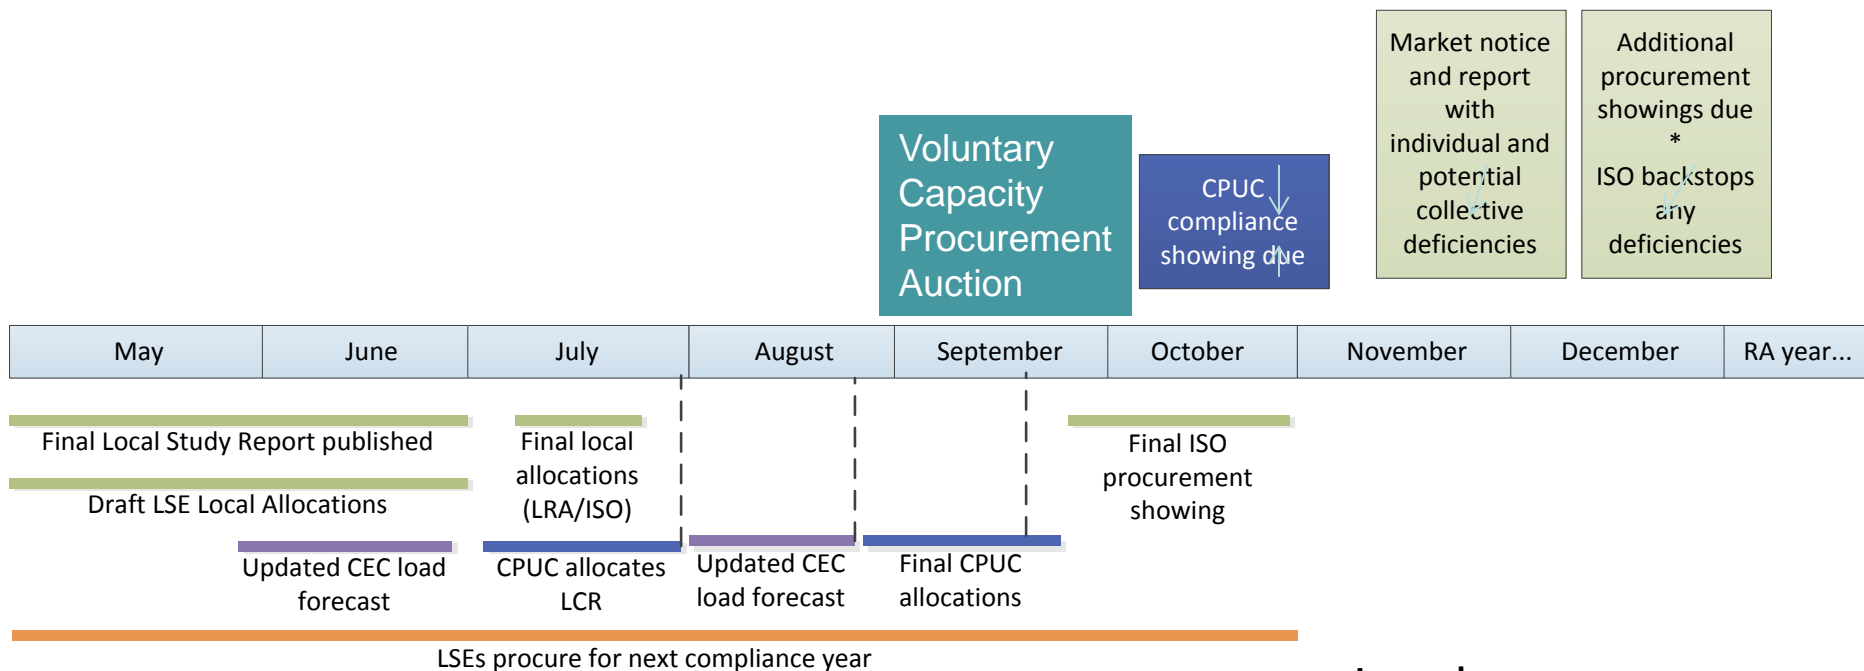 Market notice
and report
with
individual and
potential
collective
deficiencies
Additional
procurement
showings due
*
ISO backstops
any
deficiencies
Voluntary
Capacity
Procurement
Auction
CPUC
compliance
showing due
May
June
July
August
September
October
November
December
RA year...
Final Local Study Report published
Draft LSE Local Allocations
Updated CEC load
forecast
Final local
allocations
(LRA/ISO)
CPUC allocates
LCR
Updated CEC
load forecast
Final CPUC
allocations
Final ISO
procurement
showing
LSEs procure for next compliance year